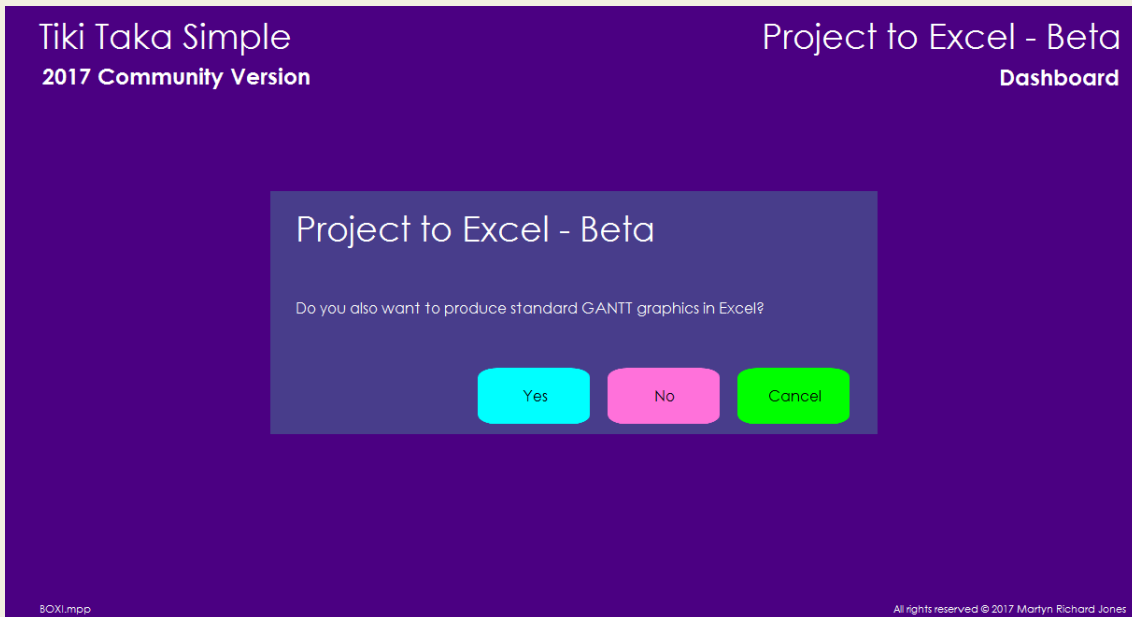 Tiki Taka Simple
Project to Excel - Beta
2017 Community Version
Dashboard
Project to Excel - Beta
Do you also want to produce standard GANTT graphics in Excel?
Yes
No
Cancel
BOXI.mpp
All rights reserved © 2017 Martyn Richard Jones